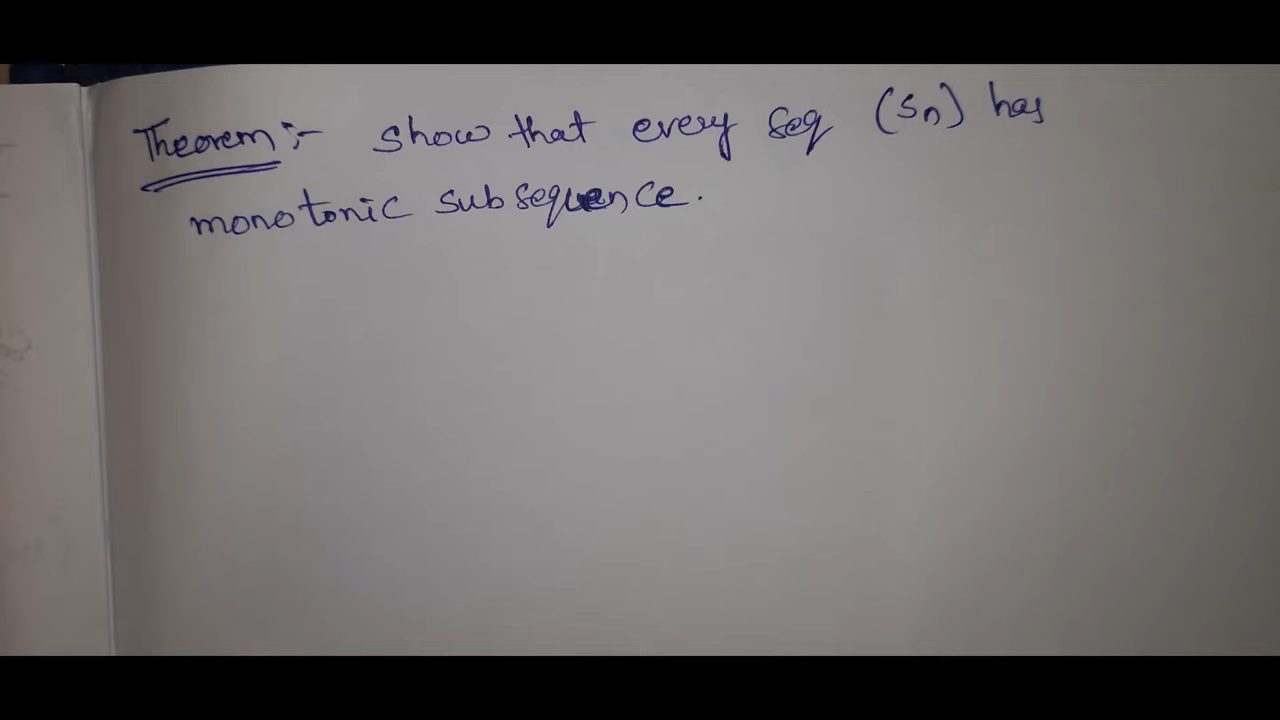 Theorem :- show that every seq (Sn) has
monotonic subsequence.